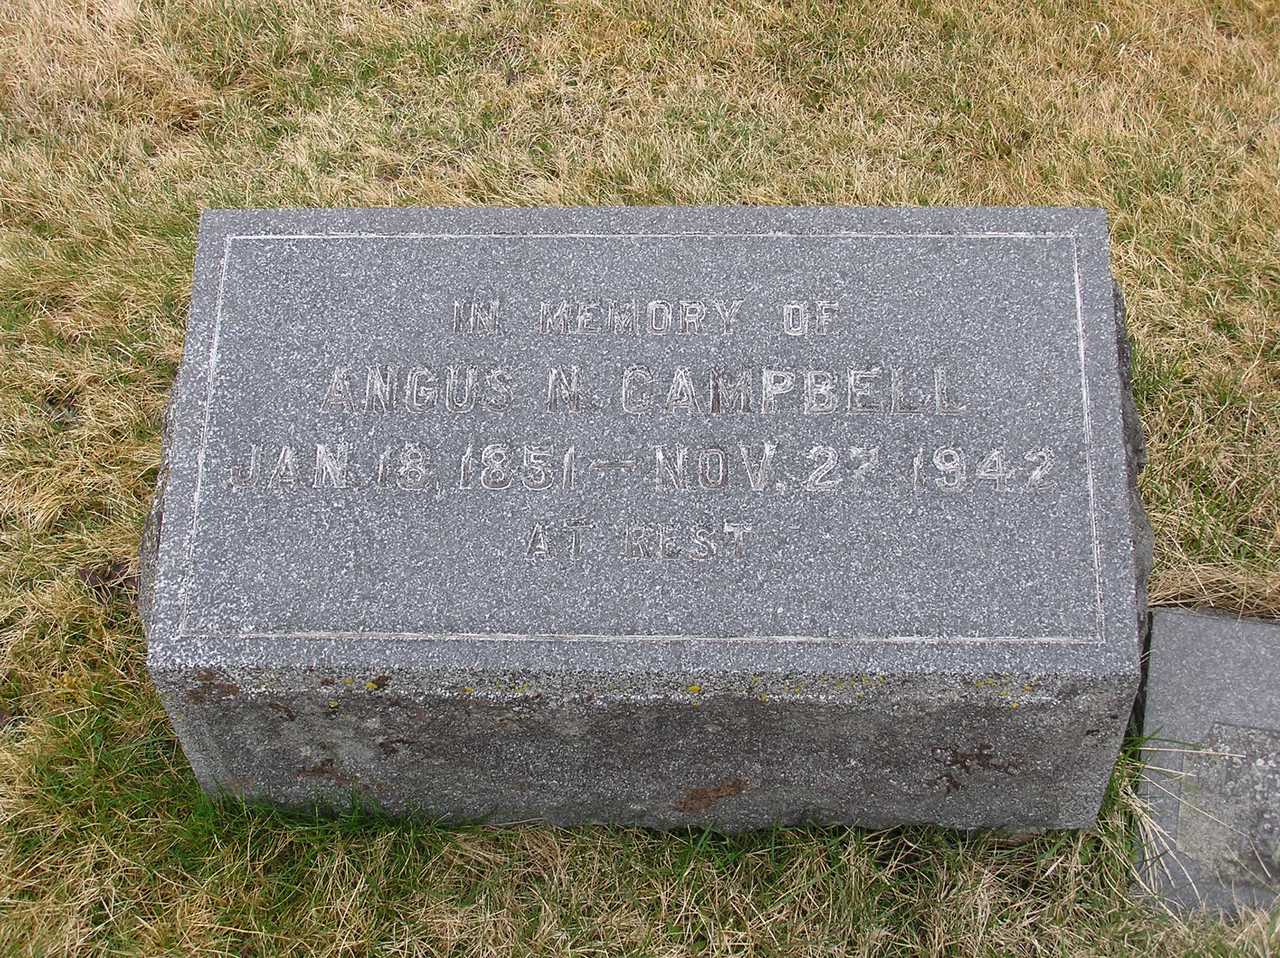 IN MEMORY OF
ANGUS N. CAMPBELL
JAN. 18 1851 — NOV. 27 1942
AT REST